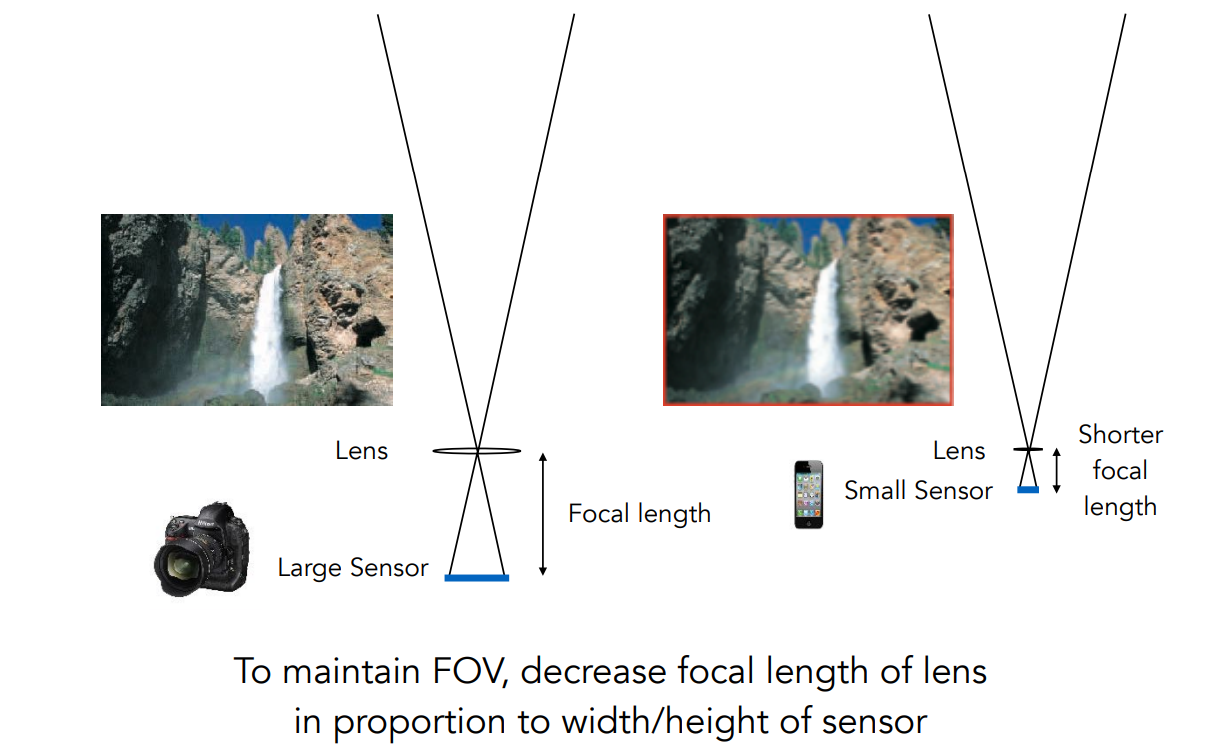 Lens
Focal length
Large Sensor
Nikon
Lens
Shorter
focal
length
Small Sensor
To maintain FOV, decrease focal length of lens
in proportion to width/height of sensor